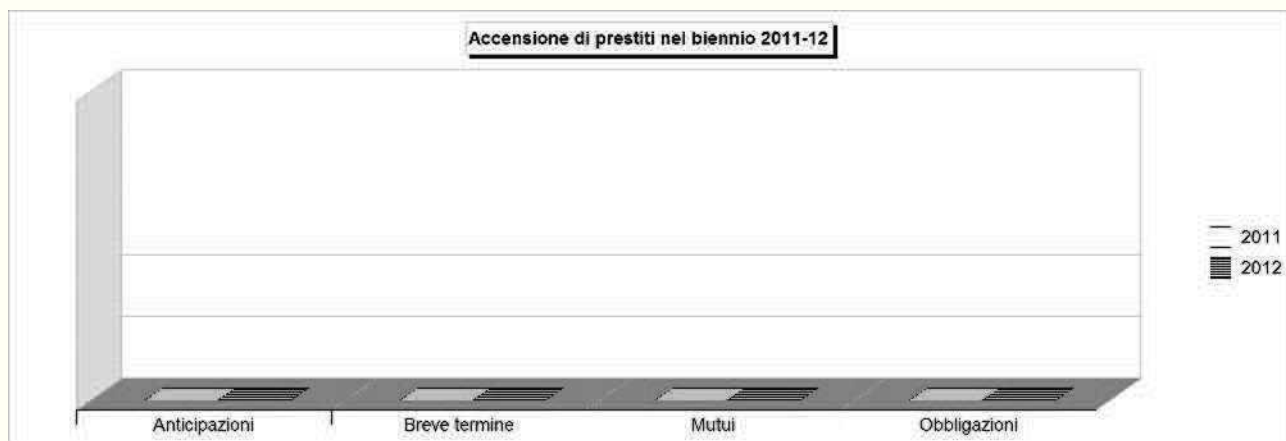 Accensione di prestiti nel biennio 2011-12
2011
2012
Anticipazioni Breve termine Mutui Obbligazioni